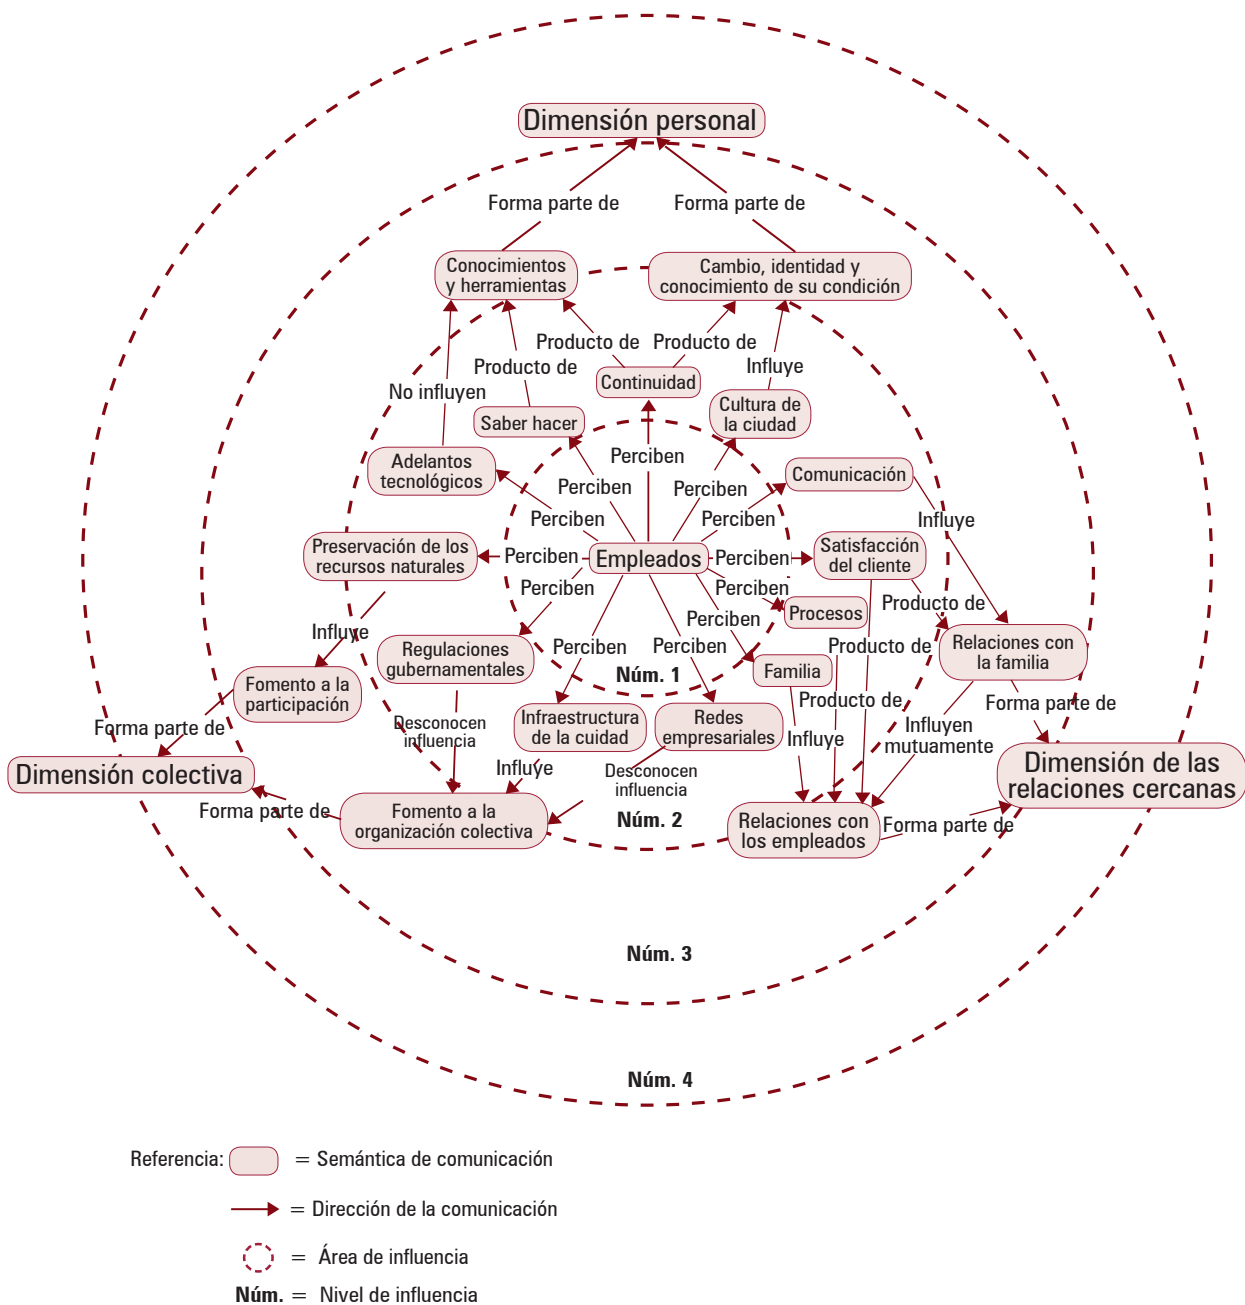 Dimensión personal
Forma parte de
Forma parte de
Conocimientos
y herramientas
Cambio, identidad y
conocimiento de su condición
Producto de
Producto de
Producto de
Influye
No influyen
Continuidad
Cultura de
la ciudad
Saber hacer
Adelantos
tecnológicos
Perciben
Comunicación
Perciben
Perciben
Perciben
Perciben
Influye
Preservación de los
recursos naturales
Perciben
Empleados
Perciben
Satisfacción
del cliente
Perciben
Perciben
Procesos
Producto de
Perciben
Influye
Regulaciones
gubernamentales
Perciben
Perciben
Producto de
Relaciones con
la familia
Núm. 1
Familia
Fomento a la
participación
Forma parte de
Desconocen
influencia
Infraestructura
de la cuidad
Redes
empresariales
Producto de
Influye
Influyen
mutuamente
Forma parte de
Dimensión colectiva
Influye
Desconocen
influencia
Dimensión de las
relaciones cercanas
Forma parte de
Fomento a la
organización colectiva
Núm. 2
Relaciones con
los empleados
Forma parte de
Núm. 3
Núm. 4
Referencia: = Semántica de comunicación
= Dirección de la comunicación
= Área de influencia
Núm. = Nivel de influencia